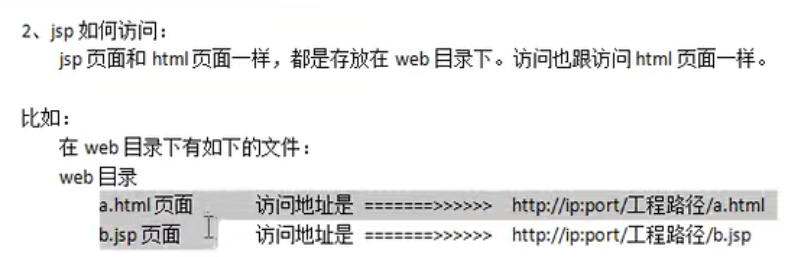 2、jsp 如何访问：
jsp 页面和 html 页面一样，都是存放在 web 目录下。访问也跟访问 html 页面一样。
比如：
在 web 目录下有如下的文件：
web 目录
a.html 页面 访问地址是 =======>>>>>> http://ip:port/工程路径/a.html
b.jsp 页面 访问地址是 =======>>>>>> http://ip:port/工程路径/b.jsp